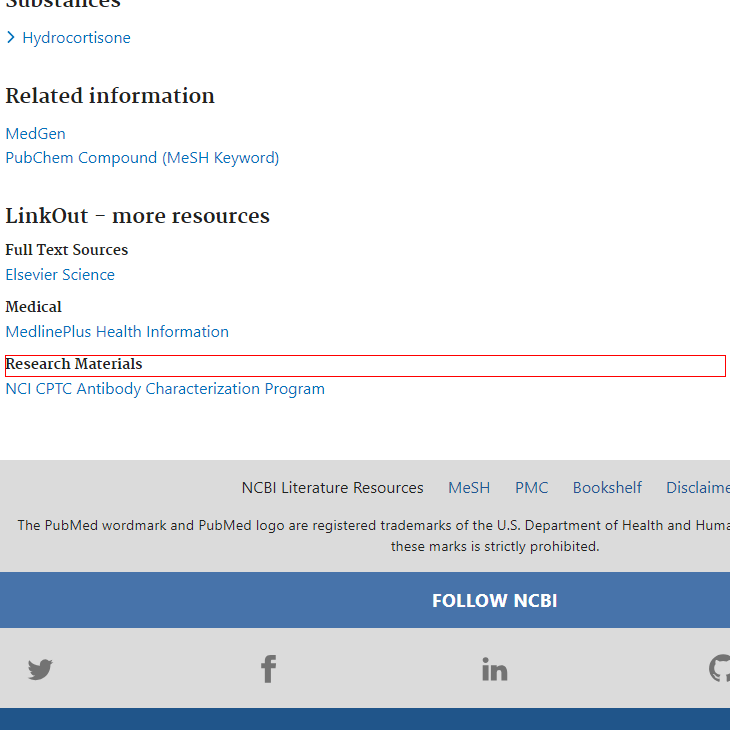 Substances
Hydrocortisone
Related information
MedGen
PubChem Compound (MeSH Keyword)
LinkOut - more resources
Full Text Sources
Elsevier Science
Medical
MedlinePlus Health Information
Research Materials
NCI CPTC Antibody Characterization Program
NCBI Literature Resources MeSH PMC Bookshelf Disclaime
The PubMed wordmark and PubMed logo are registered trademarks of the U.S. Department of Health and Huma
these marks is strictly prohibited.
FOLLOW NCBI